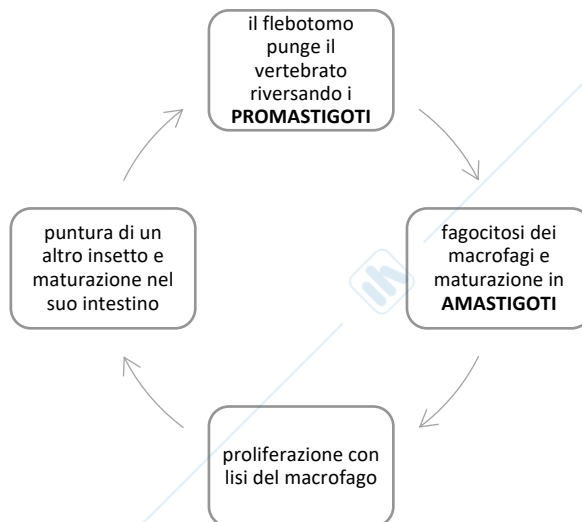 il flebotomo
punge il
vertebrato
riversando i
PROMASTIGOTI
fagocitosi dei
macrofagi e
maturazione in
AMASTIGOTI
proliferazione con
lisi del macrofago
puntura di un
altro insetto e
maturazione nel
suo intestino